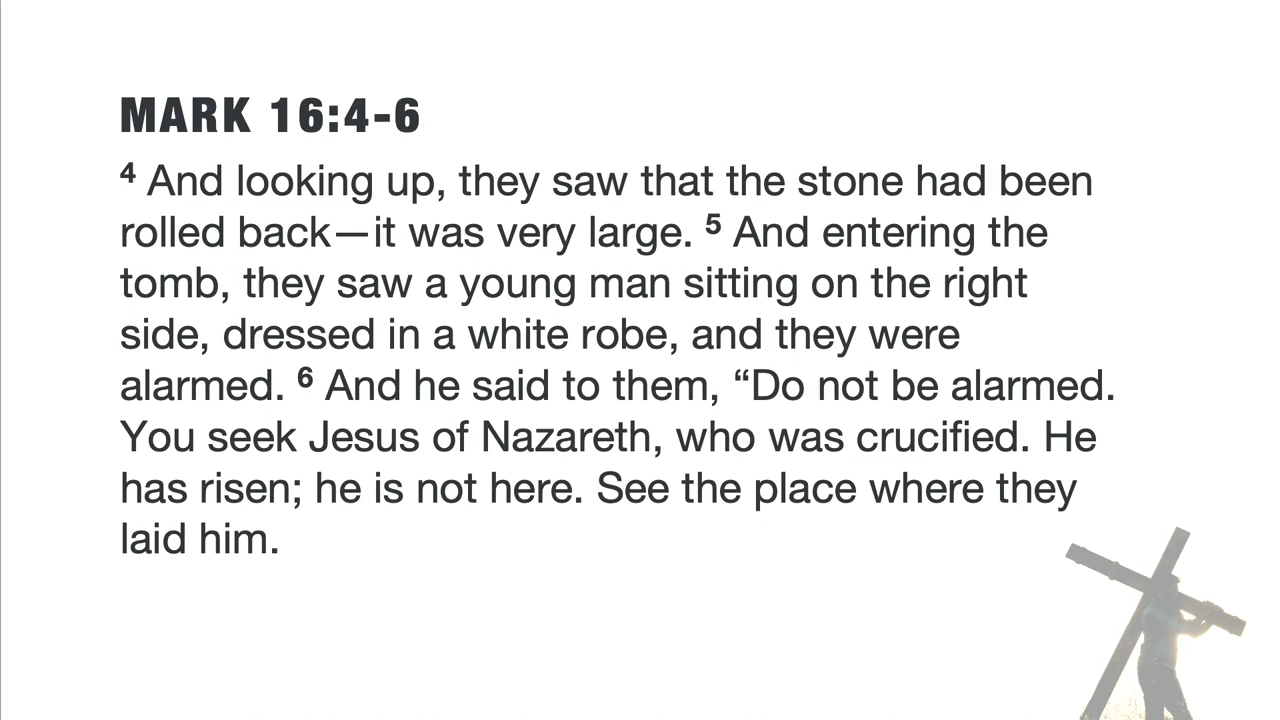 MARK 16:4-6
⁴ And looking up, they saw that the stone had been
rolled back—it was very large. ⁵ And entering the
tomb, they saw a young man sitting on the right
side, dressed in a white robe, and they were
alarmed. ⁶ And he said to them, “Do not be alarmed.
You seek Jesus of Nazareth, who was crucified. He
has risen; he is not here. See the place where they
laid him.